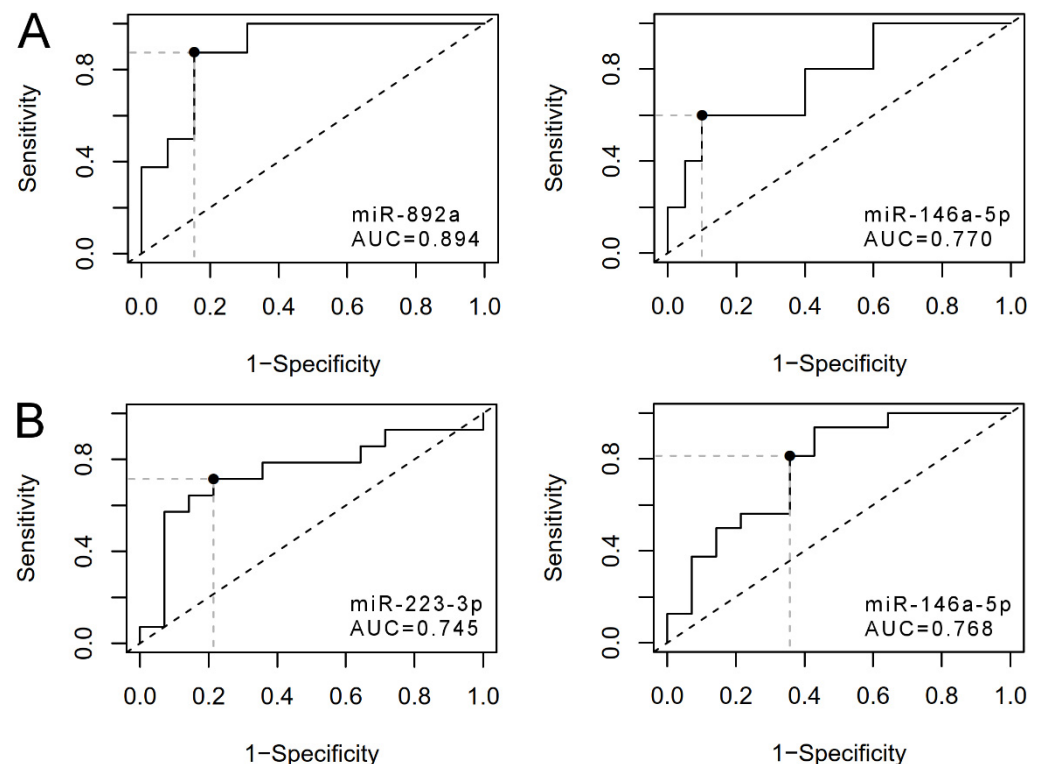 A
Sensitivity
0.0 0.4 0.8
miR-892a
AUC=0.894
0.0 0.2 0.4 0.6 0.8 1.0
1−Specificity
Sensitivity
0.0 0.4 0.8
miR-146a-5p
AUC=0.770
0.0 0.2 0.4 0.6 0.8 1.0
1−Specificity
B
Sensitivity
0.0 0.4 0.8
miR-223-3p
AUC=0.745
0.0 0.2 0.4 0.6 0.8 1.0
1−Specificity
Sensitivity
0.0 0.4 0.8
miR-146a-5p
AUC=0.768
0.0 0.2 0.4 0.6 0.8 1.0
1−Specificity